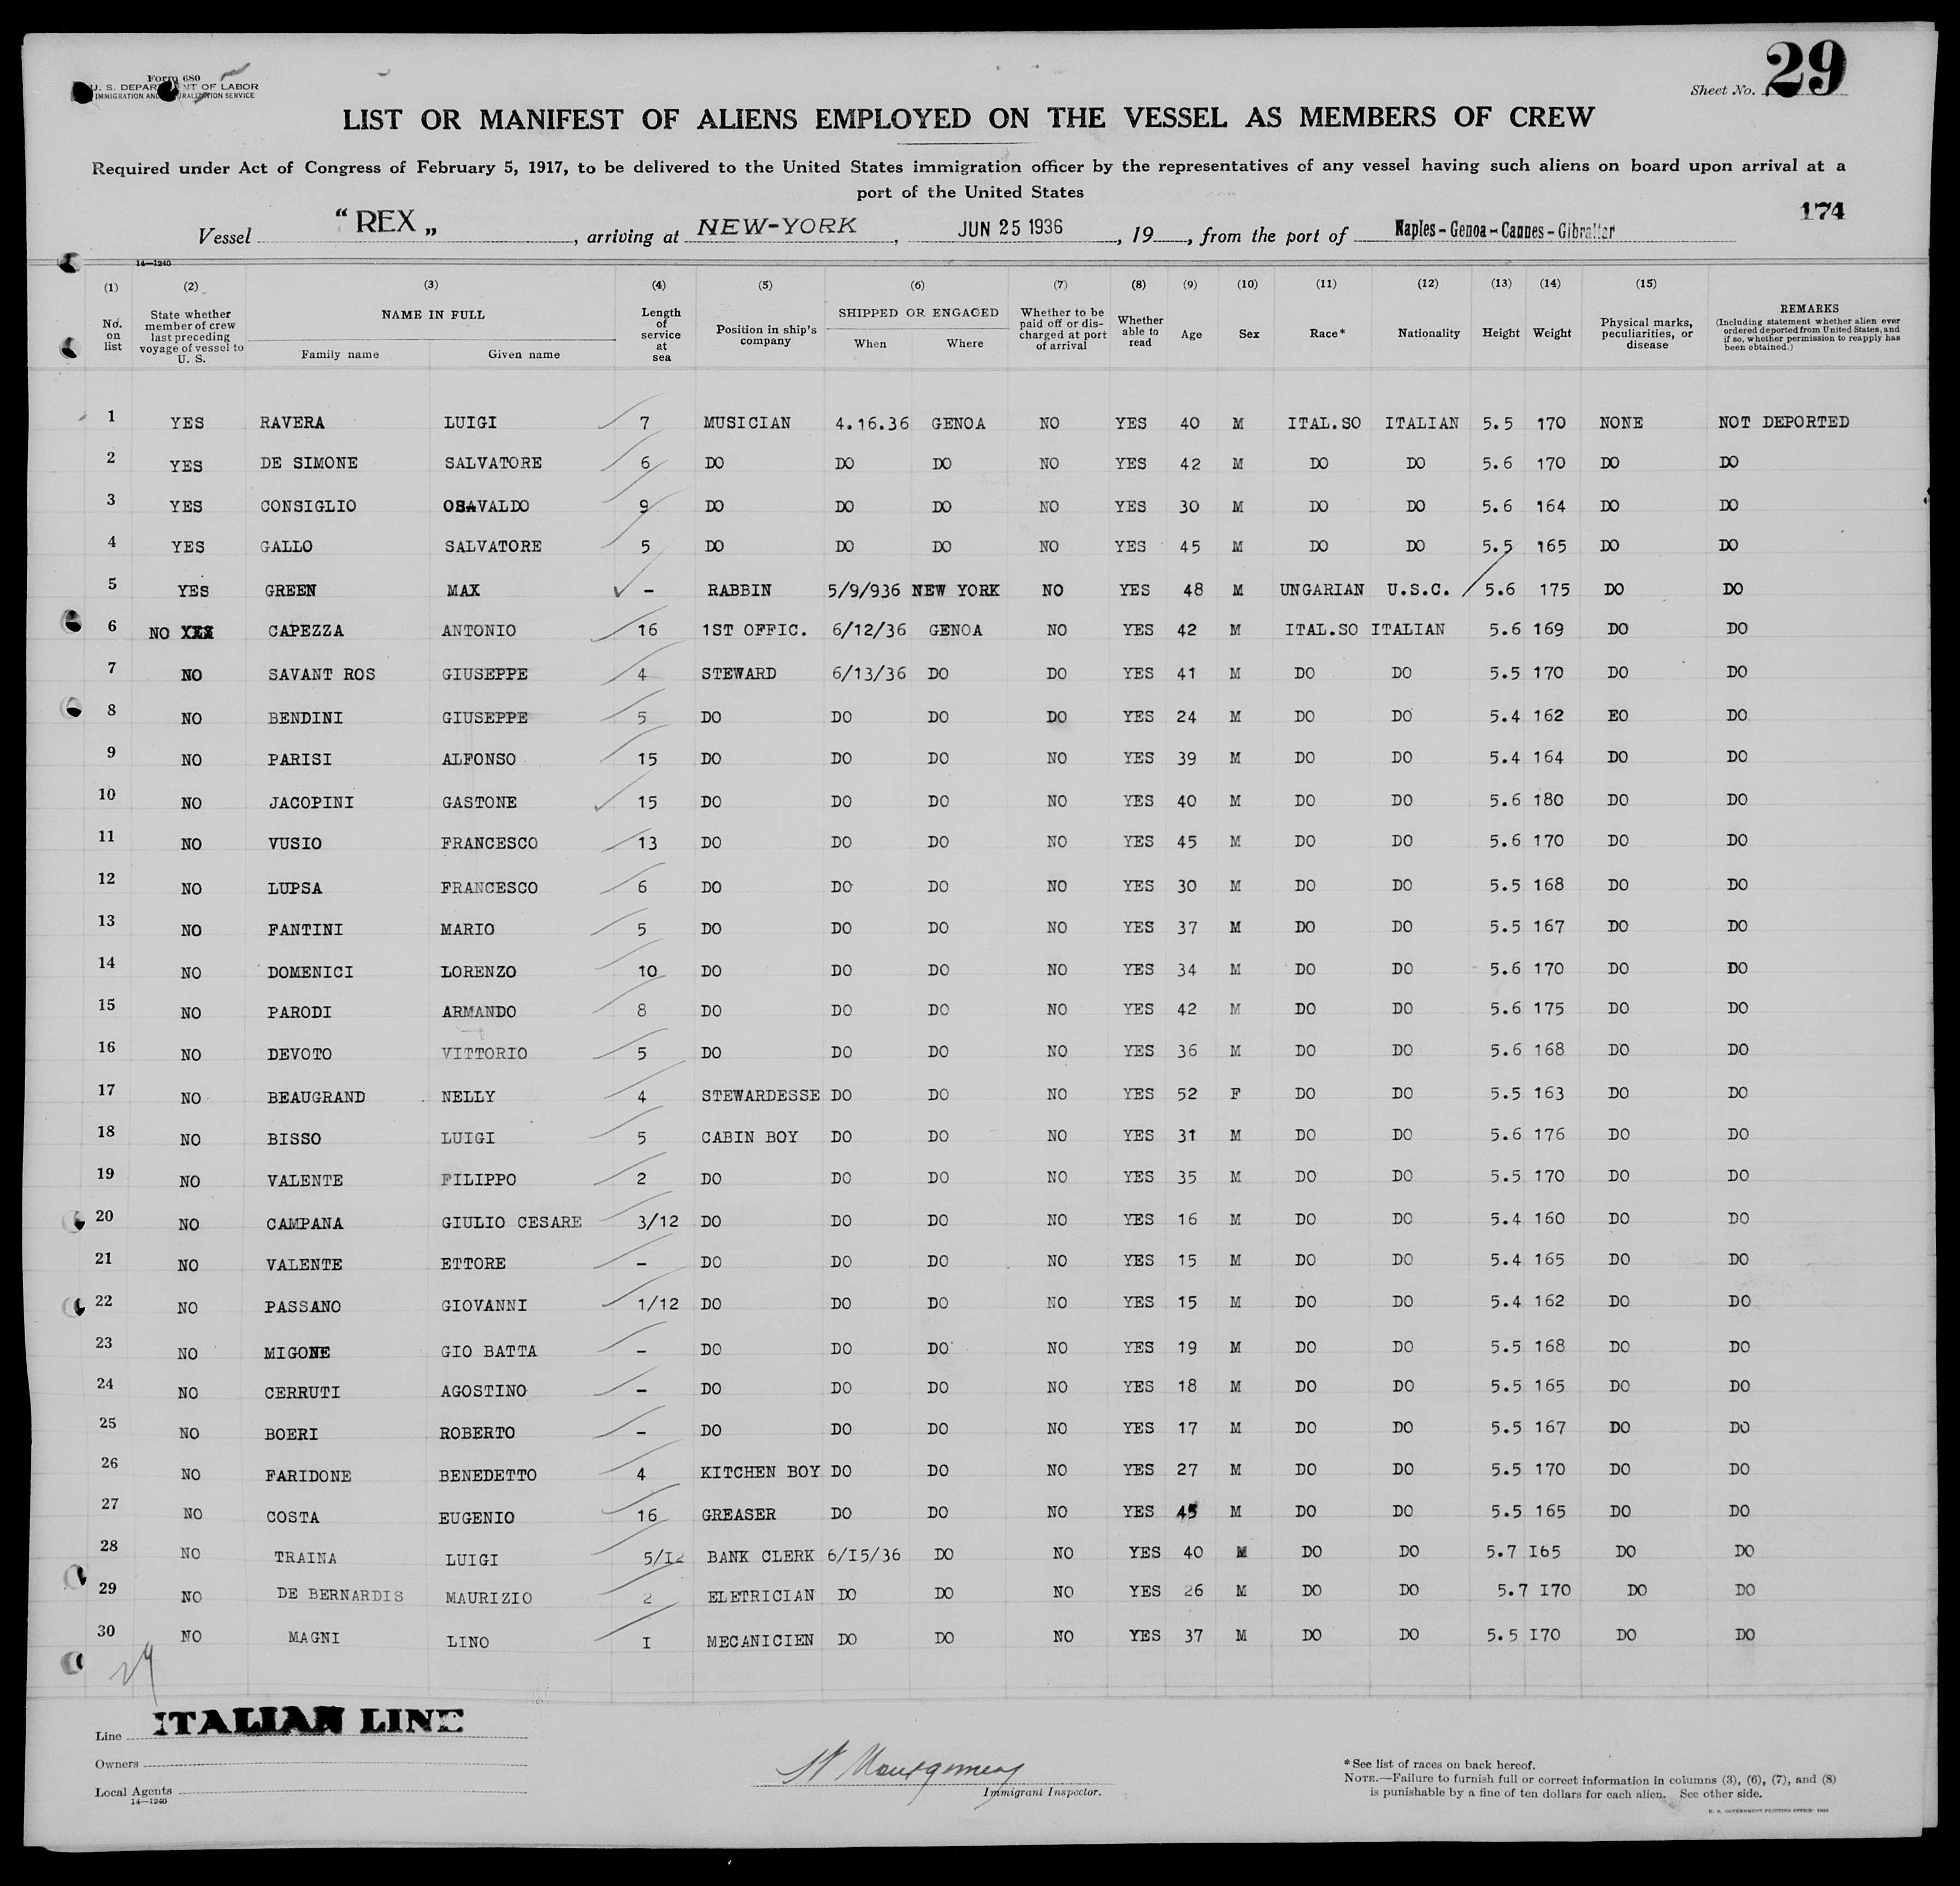 Form 680
U. S. DEPARTMENT OF LABOR
IMMIGRATION AND NATURALIZATION SERVICE
Sheet No. 29
LIST OR MANIFEST OF ALIENS EMPLOYED ON THE VESSEL AS MEMBERS OF CREW
Required under Act of Congress of February 5, 1917, to be delivered to the United States immigration officer by the representatives of any vessel having such aliens on board upon arrival at a
port of the United States
174
Vessel "REX„ , arriving at NEW-YORK , JUN 25 1936 , 19 , from the port of Naples-Genoa-Cannes-Gibraltar
14—1240
(1) (2) (3) (4) (5) (6) (7) (8) (9) (10) (11) (12) (13) (14) (15)
No. on list State whether member of crew last preceding voyage of vessel to U. S. NAME IN FULL Family name Given name Length of service at sea Position in ship's company SHIPPED OR ENGAGED When Where Whether to be paid off or discharged at port of arrival Whether able to read Age Sex Race* Nationality Height Weight Physical marks, peculiarities, or disease REMARKS (Including statement whether alien ever ordered deported from United States, and if so, whether permission to reapply has been obtained.)
1 YES RAVERA LUIGI 7 MUSICIAN 4.16.36 GENOA NO YES 40 M ITAL.SO ITALIAN 5.5 170 NONE NOT DEPORTED
2 YES DE SIMONE SALVATORE 6 DO DO DO NO YES 42 M DO DO 5.6 170 DO DO
3 YES CONSIGLIO OSAVALDO 9 DO DO DO NO YES 30 M DO DO 5.6 164 DO DO
4 YES GALLO SALVATORE 5 DO DO DO NO YES 45 M DO DO 5.5 165 DO DO
5 YES GREEN MAX - RABBIN 5/9/936 NEW YORK NO YES 48 M UNGARIAN U.S.C. 5.6 175 DO DO
6 NO CAPEZZA ANTONIO 16 1ST OFFIC. 6/12/36 GENOA NO YES 42 M ITAL.SO ITALIAN 5.6 169 DO DO
7 NO SAVANT ROS GIUSEPPE 4 STEWARD 6/13/36 DO DO YES 41 M DO DO 5.5 170 DO DO
8 NO BENDINI GIUSEPPE 5 DO DO DO DO YES 24 M DO DO 5.4 162 EO DO
9 NO PARISI ALFONSO 15 DO DO DO NO YES 39 M DO DO 5.4 164 DO DO
10 NO JACOPINI GASTONE 15 DO DO DO NO YES 40 M DO DO 5.6 180 DO DO
11 NO VUSIO FRANCESCO 13 DO DO DO NO YES 45 M DO DO 5.6 170 DO DO
12 NO LUPSA FRANCESCO 6 DO DO DO NO YES 30 M DO DO 5.5 168 DO DO
13 NO FANTINI MARIO 5 DO DO DO NO YES 37 M DO DO 5.5 167 DO DO
14 NO DOMENICI LORENZO 10 DO DO DO NO YES 34 M DO DO 5.6 170 DO DO
15 NO PARODI ARMANDO 8 DO DO DO NO YES 42 M DO DO 5.6 175 DO DO
16 NO DEVOTO VITTORIO 5 DO DO DO NO YES 36 M DO DO 5.6 168 DO DO
17 NO BEAUGRAND NELLY 4 STEWARDESSE DO DO NO YES 52 F DO DO 5.5 163 DO DO
18 NO BISSO LUIGI 5 CABIN BOY DO DO NO YES 31 M DO DO 5.6 176 DO DO
19 NO VALENTE FILIPPO 2 DO DO DO NO YES 35 M DO DO 5.5 170 DO DO
20 NO CAMPANA GIULIO CESARE 3/12 DO DO DO NO YES 16 M DO DO 5.4 160 DO DO
21 NO VALENTE ETTORE - DO DO DO NO YES 15 M DO DO 5.4 165 DO DO
22 NO PASSANO GIOVANNI 1/12 DO DO DO NO YES 15 M DO DO 5.4 162 DO DO
23 NO MIGONE GIO BATTA - DO DO DO NO YES 19 M DO DO 5.5 168 DO DO
24 NO CERRUTI AGOSTINO - DO DO DO NO YES 18 M DO DO 5.5 165 DO DO
25 NO BOERI ROBERTO - DO DO DO NO YES 17 M DO DO 5.5 167 DO DO
26 NO FARIDONE BENEDETTO 4 KITCHEN BOY DO DO NO YES 27 M DO DO 5.5 170 DO DO
27 NO COSTA EUGENIO 16 GREASER DO DO NO YES 45 M DO DO 5.5 165 DO DO
28 NO TRAINA LUIGI 5/I2 BANK CLERK 6/I5/36 DO NO YES 40 M DO DO 5.7 I65 DO DO
29 NO DE BERNARDIS MAURIZIO 2 ELETRICIAN DO DO NO YES 26 M DO DO 5.7 I70 DO DO
30 NO MAGNI LINO I MECANICIEN DO DO NO YES 37 M DO DO 5.5 I70 DO DO
29
Line ITALIAN LINE
Owners
Local Agents
14—1240
Montgomery
Immigrant Inspector.
* See list of races on back hereof.
NOTE.—Failure to furnish full or correct information in columns (3), (6), (7), and (8)
is punishable by a fine of ten dollars for each alien. See other side.
U. S. GOVERNMENT PRINTING OFFICE